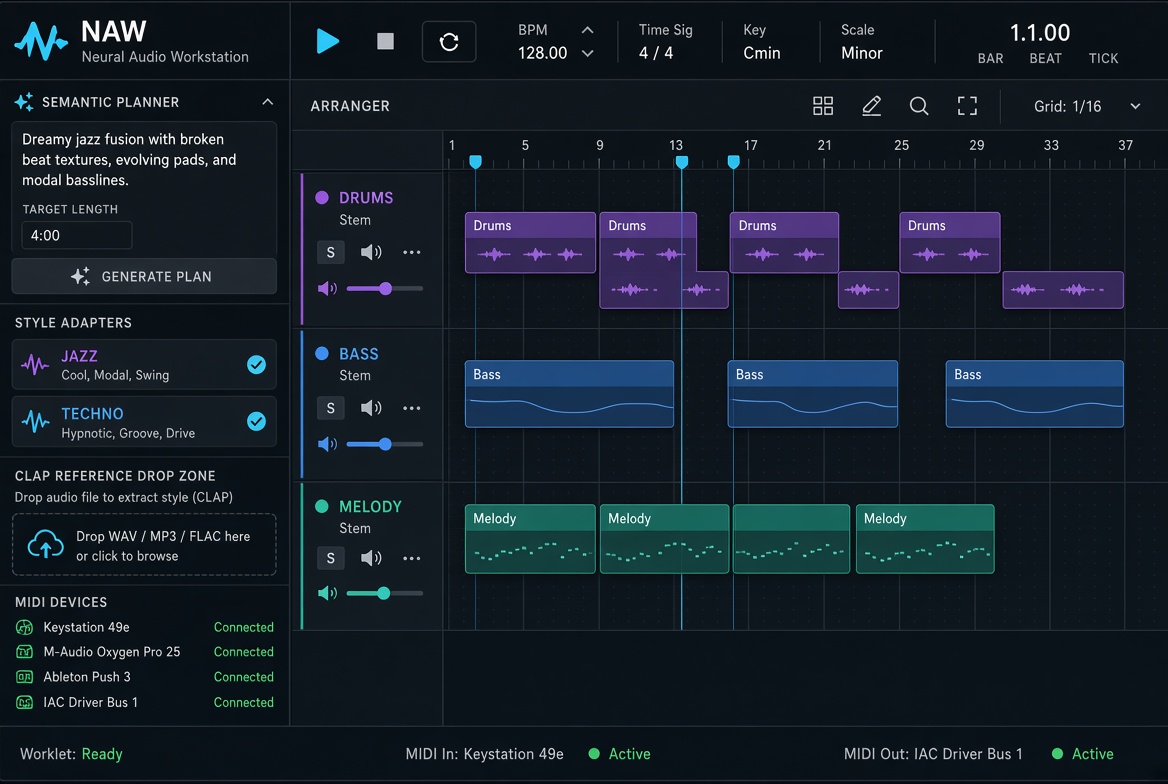 NAW
Neural Audio Workstation
BPM
128.00
Time Sig
4 / 4
Key
Cmin
Scale
Minor
1.1.00
BAR BEAT TICK
SEMANTIC PLANNER
Dreamy jazz fusion with broken
beat textures, evolving pads, and
modal basslines.
TARGET LENGTH
4:00
GENERATE PLAN
STYLE ADAPTERS
JAZZ
Cool, Modal, Swing
TECHNO
Hypnotic, Groove, Drive
CLAP REFERENCE DROP ZONE
Drop audio file to extract style (CLAP)
Drop WAV / MP3 / FLAC here
or click to browse
MIDI DEVICES
Keystation 49e Connected
M-Audio Oxygen Pro 25 Connected
Ableton Push 3 Connected
IAC Driver Bus 1 Connected
ARRANGER
Grid: 1/16
1 5 9 13 17 21 25 29 33 37
DRUMS
Stem
S
Drums Drums Drums Drums
BASS
Stem
S
Bass Bass Bass
MELODY
Stem
S
Melody Melody Melody
Worklet: Ready
MIDI In: Keystation 49e Active
MIDI Out: IAC Driver Bus 1 Active